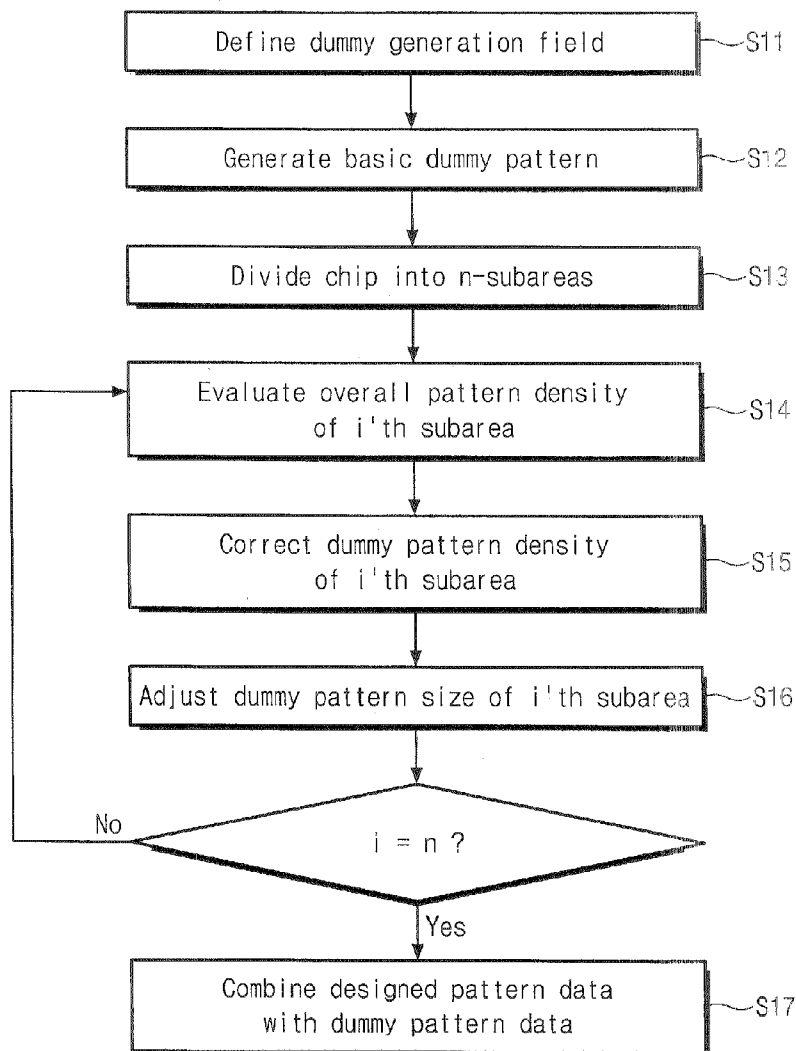 Define dummy generation field
S11
Generate basic dummy pattern
S12
Divide chip into n-subareas
S13
Evaluate overall pattern density
of i'th subarea
S14
Correct dummy pattern density
of i'th subarea
S15
Adjust dummy pattern size of i'th subarea
S16
No
i = n ?
Yes
Combine designed pattern data
with dummy pattern data
S17